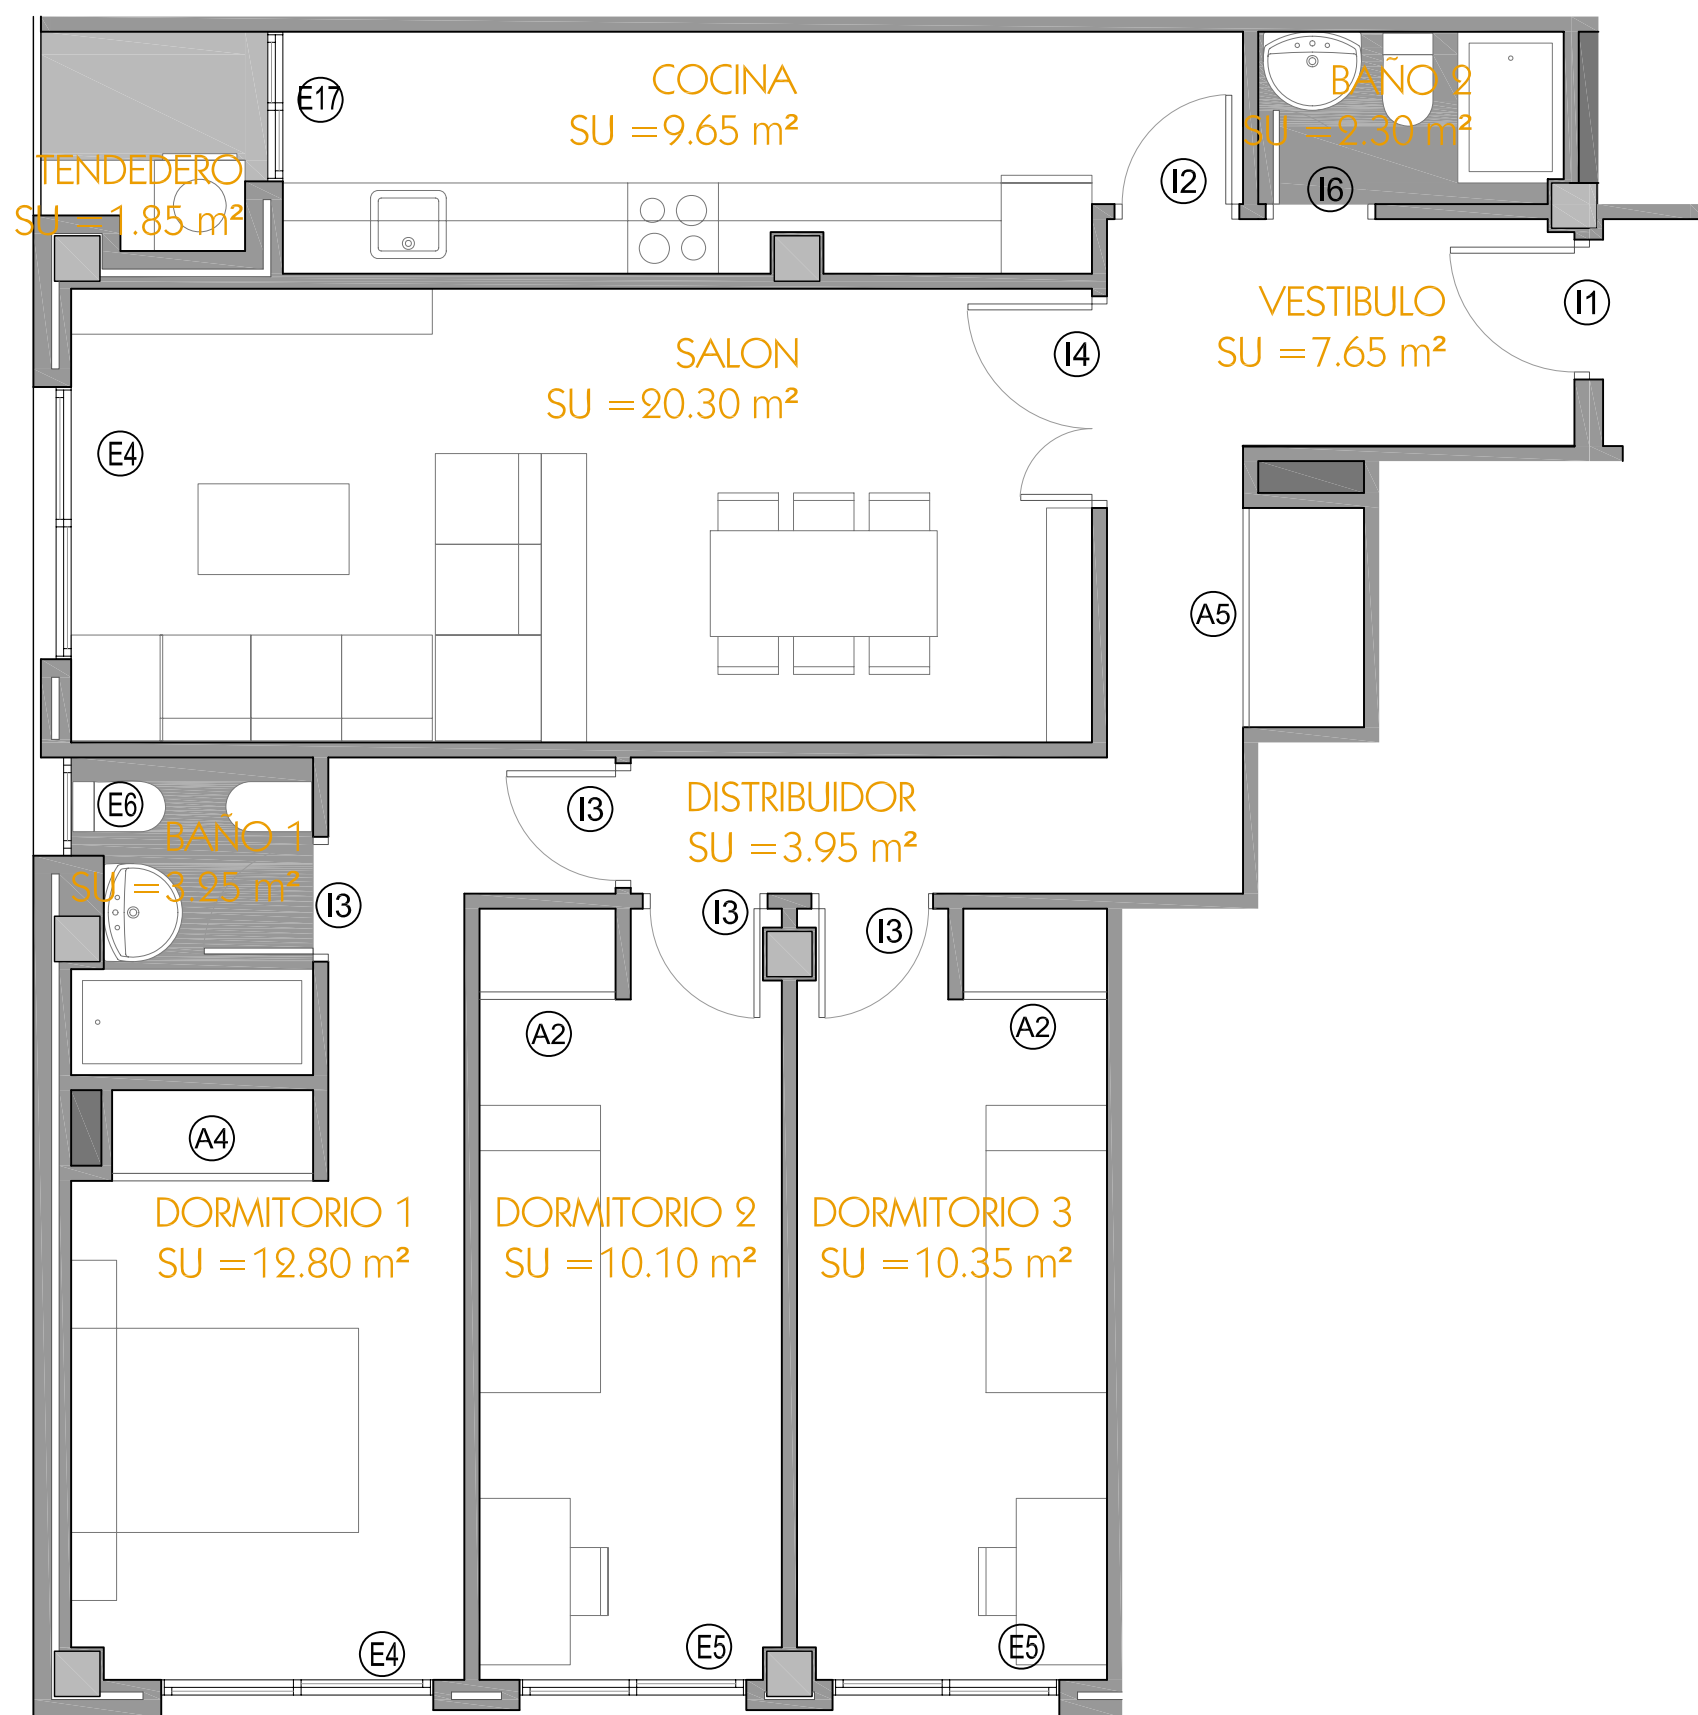 COCINA
SU =9.65 m²
E17
BAÑO 2
SU =2.30 m²
TENDEDERO
SU =1.85 m²
I2
I6
VESTIBULO
SU =7.65 m²
I1
SALON
SU =20.30 m²
I4
E4
A5
E6
BAÑO 1
SU =3.25 m²
I3
DISTRIBUIDOR
SU =3.95 m²
I3
I3
I3
A2
A2
A4
DORMITORIO 1
SU =12.80 m²
DORMITORIO 2
SU =10.10 m²
DORMITORIO 3
SU =10.35 m²
E4
E5
E5